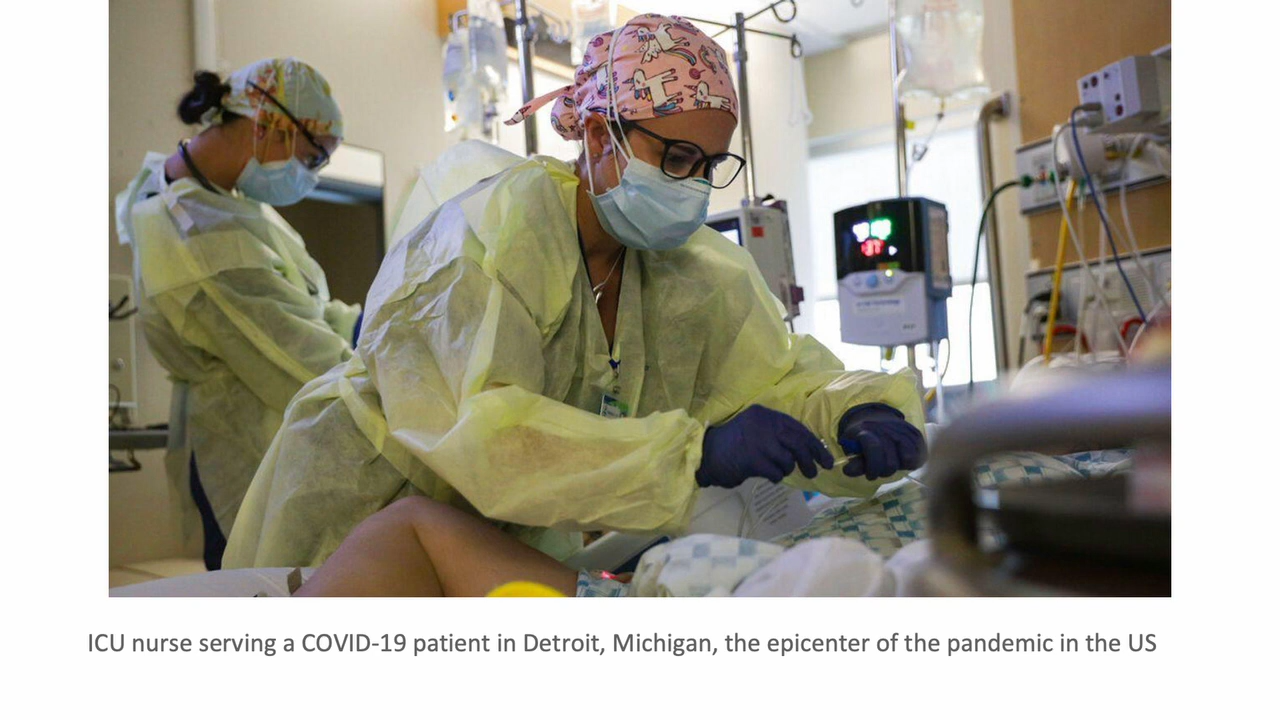 ICU nurse serving a COVID-19 patient in Detroit, Michigan, the epicenter of the pandemic in the US